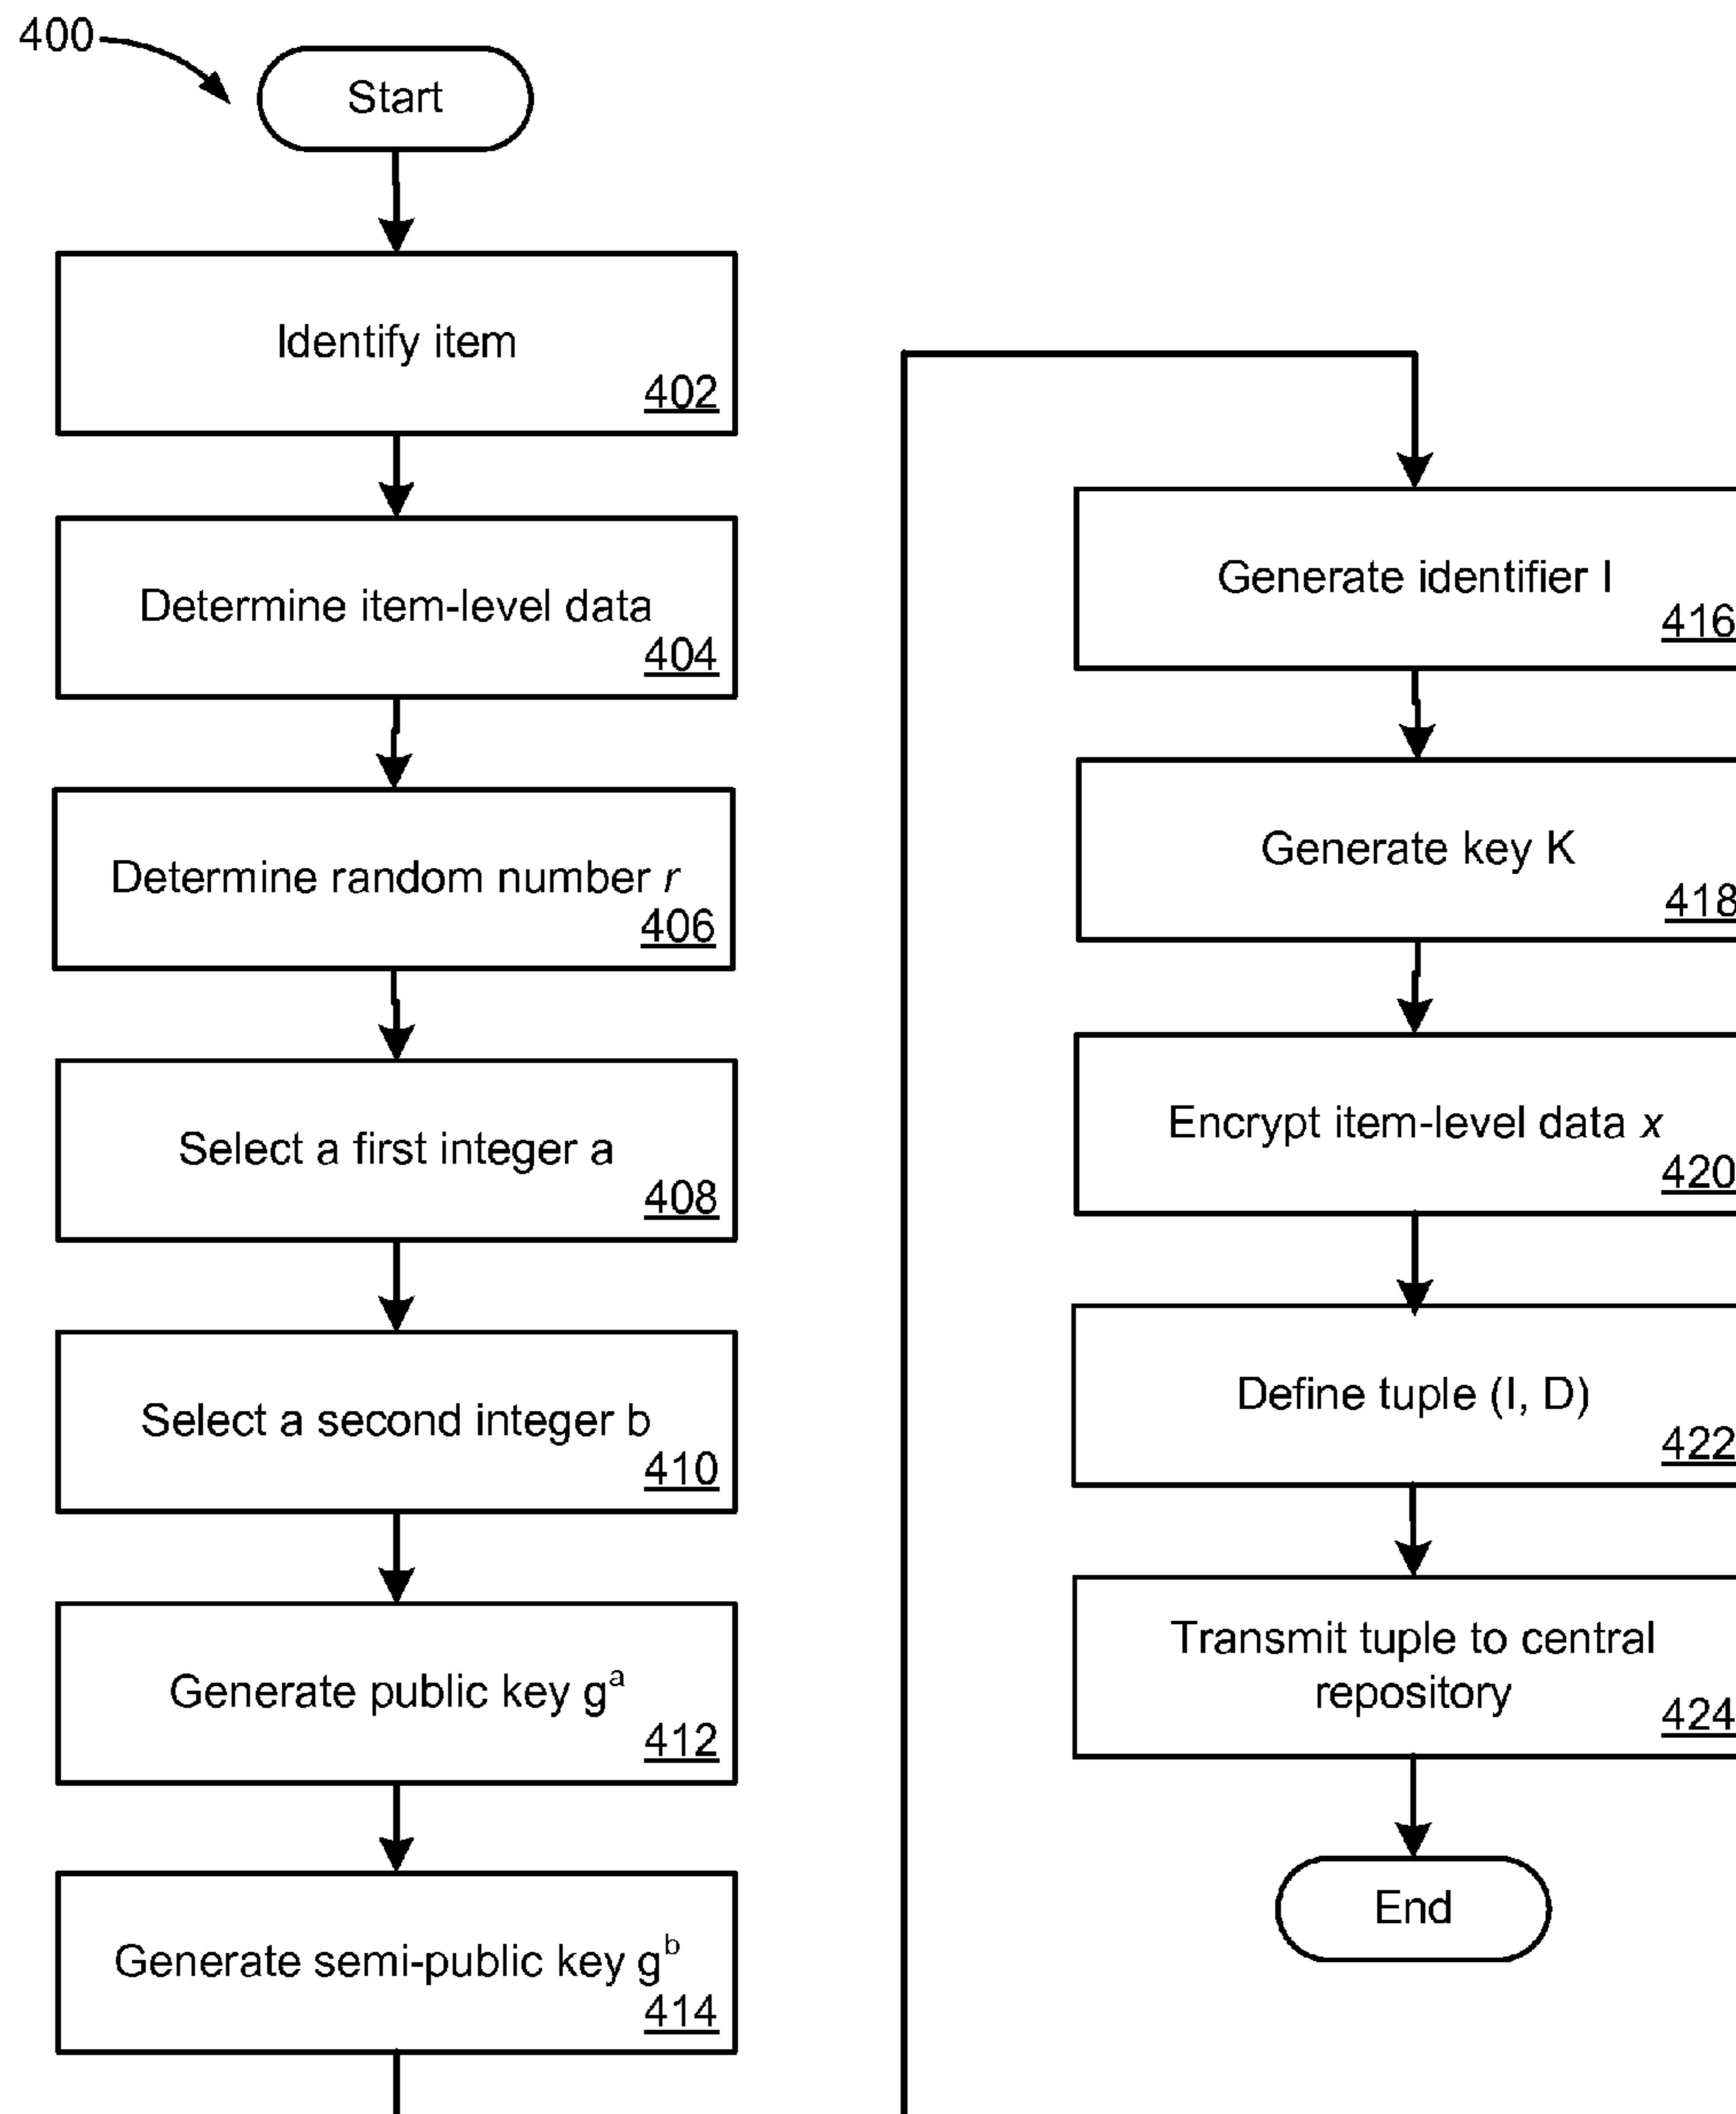 400
Start
Identify item
402
Determine item-level data
404
Determine random number r
406
Select a first integer a
408
Select a second integer b
410
Generate public key gᵃ
412
Generate semi-public key gᵇ
414
Generate identifier I
416
Generate key K
418
Encrypt item-level data x
420
Define tuple (I, D)
422
Transmit tuple to central
repository
424
End